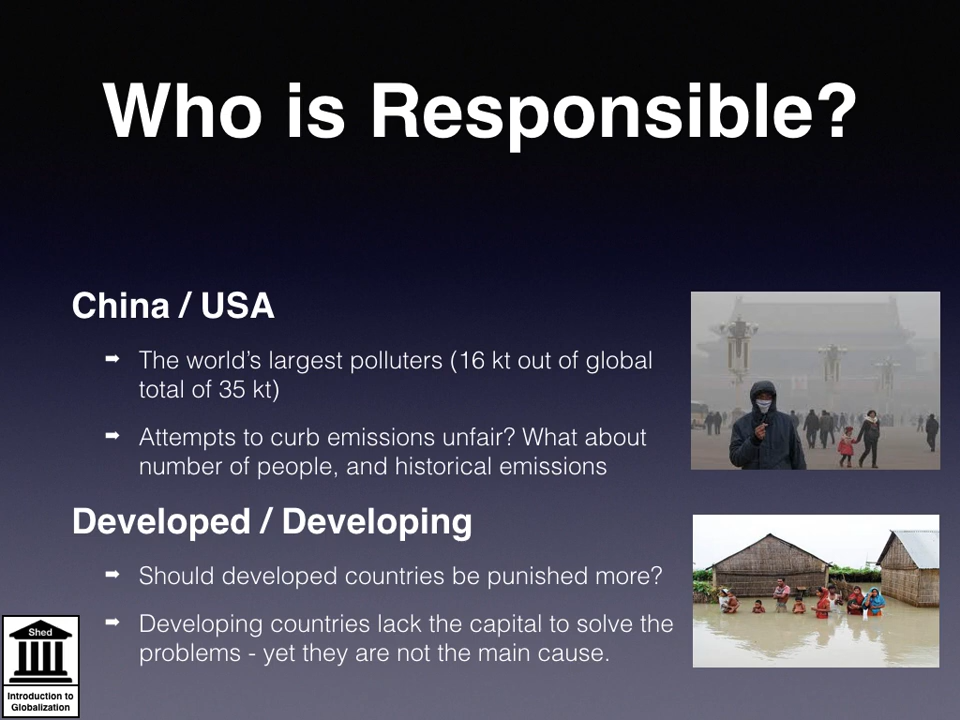 Who is Responsible?
China / USA
➡ The world’s largest polluters (16 kt out of global
total of 35 kt)
➡ Attempts to curb emissions unfair? What about
number of people, and historical emissions
Developed / Developing
➡ Should developed countries be punished more?
➡ Developing countries lack the capital to solve the
problems - yet they are not the main cause.
Shed
Introduction to
Globalization